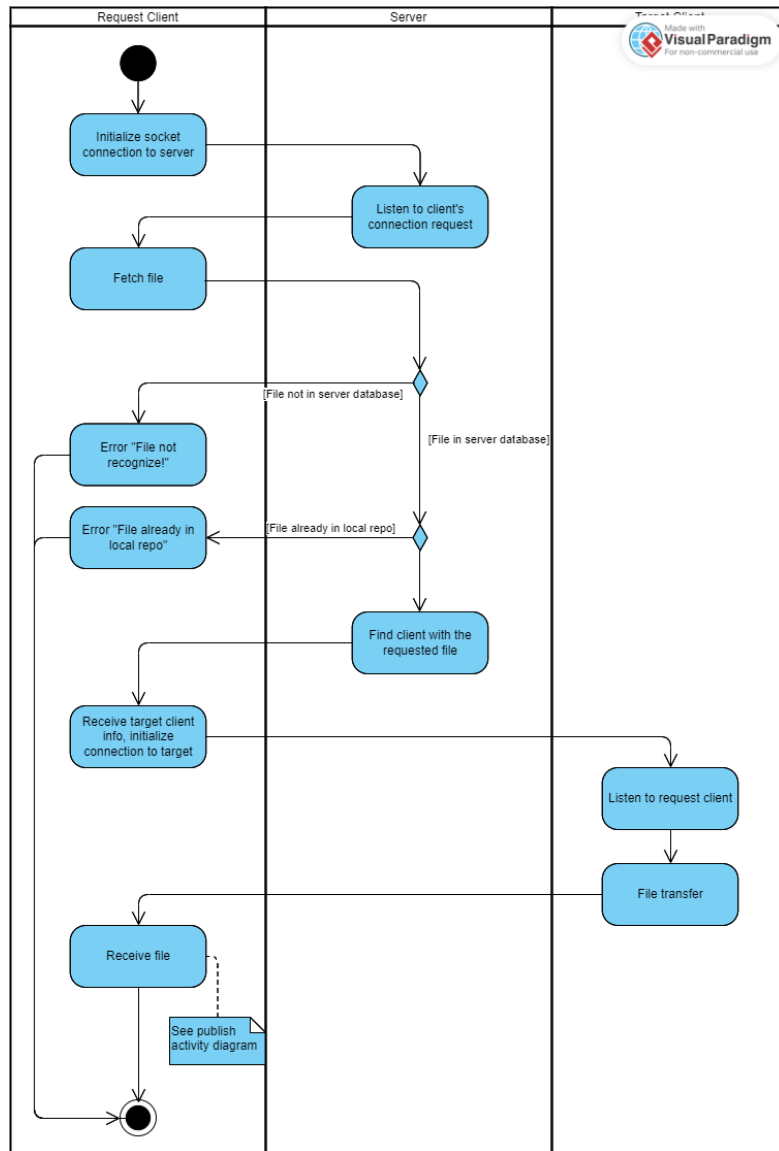 Request Client
Server
Target Client
Made with
VisualParadigm
For non-commercial use
Initialize socket
connection to server
Listen to client's
connection request
Fetch file
[File not in server database]
[File in server database]
Error "File not
recognize!"
[File already in local repo]
Error "File already in
local repo"
Find client with the
requested file
Receive target client
info, initialize
connection to target
Listen to request client
File transfer
Receive file
See publish
activity diagram